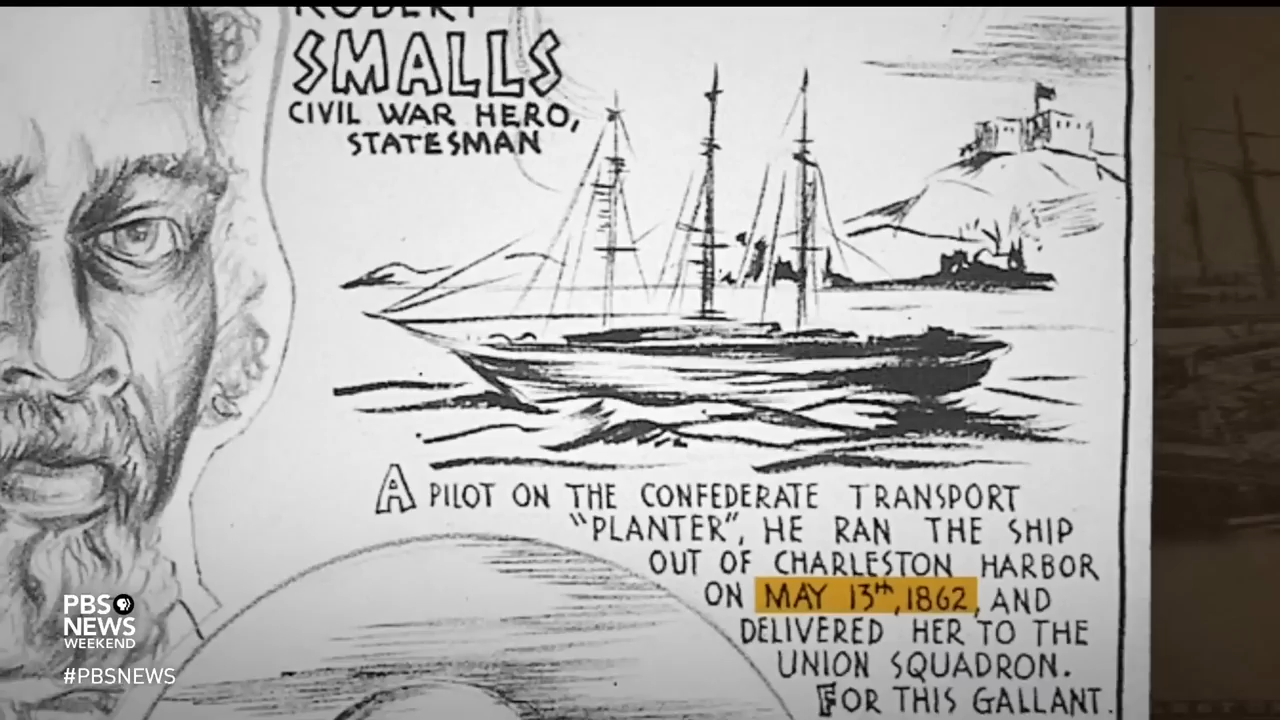 ROBERT
SMALLS
CIVIL WAR HERO,
STATESMAN
A PILOT ON THE CONFEDERATE TRANSPORT
"PLANTER", HE RAN THE SHIP
OUT OF CHARLESTON HARBOR
ON MAY 13th, 1862, AND
DELIVERED HER TO THE
UNION SQUADRON.
FOR THIS GALLANT
PBS
NEWS
WEEKEND
#PBSNEWS